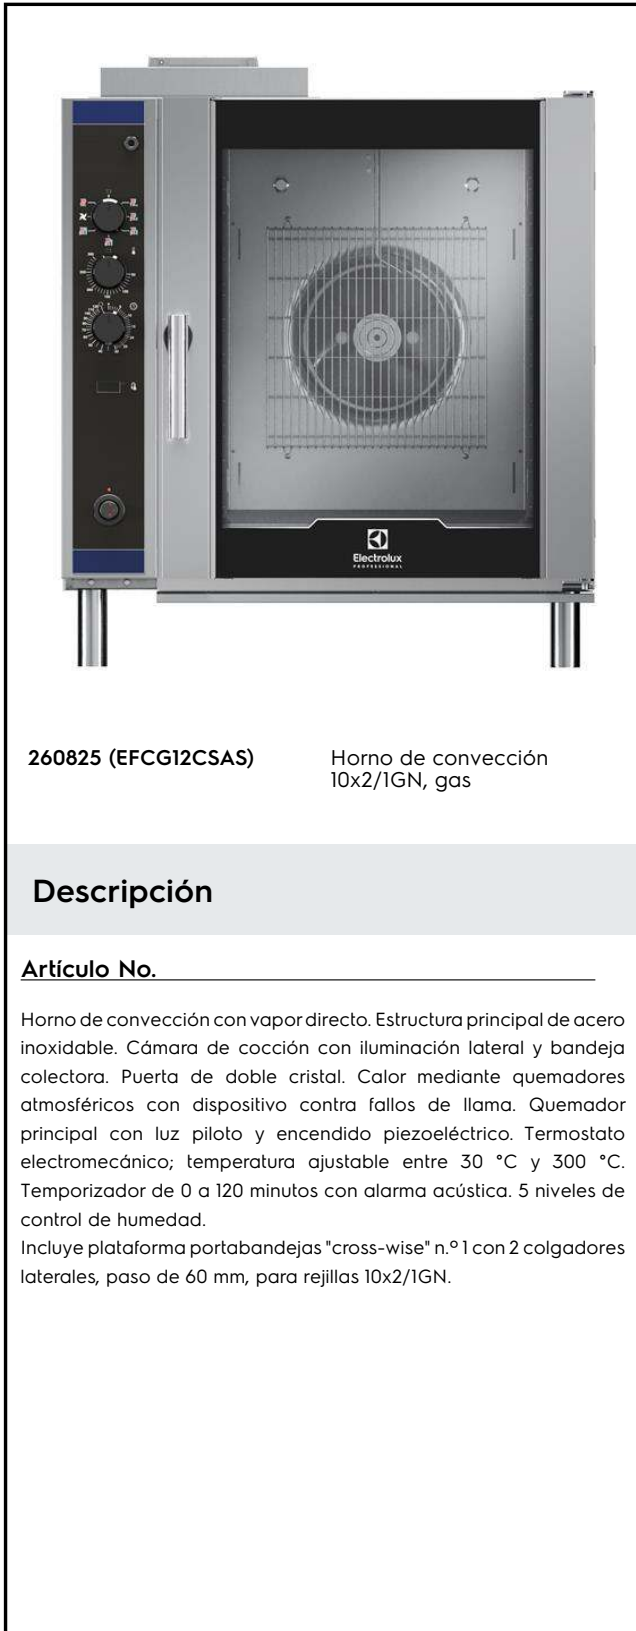 Electrolux
PROFESSIONAL
260825 (EFCG12CSAS)
Horno de convección
10x2/1GN, gas
Descripción
Artículo No.
Horno de convección con vapor directo. Estructura principal de acero
inoxidable. Cámara de cocción con iluminación lateral y bandeja
colectora. Puerta de doble cristal. Calor mediante quemadores
atmosféricos con dispositivo contra fallos de llama. Quemador
principal con luz piloto y encendido piezoeléctrico. Termostato
electromecánico; temperatura ajustable entre 30 °C y 300 °C.
Temporizador de 0 a 120 minutos con alarma acústica. 5 niveles de
control de humedad.
Incluye plataforma portabandejas "cross-wise" n.º 1 con 2 colgadores
laterales, paso de 60 mm, para rejillas 10x2/1GN.